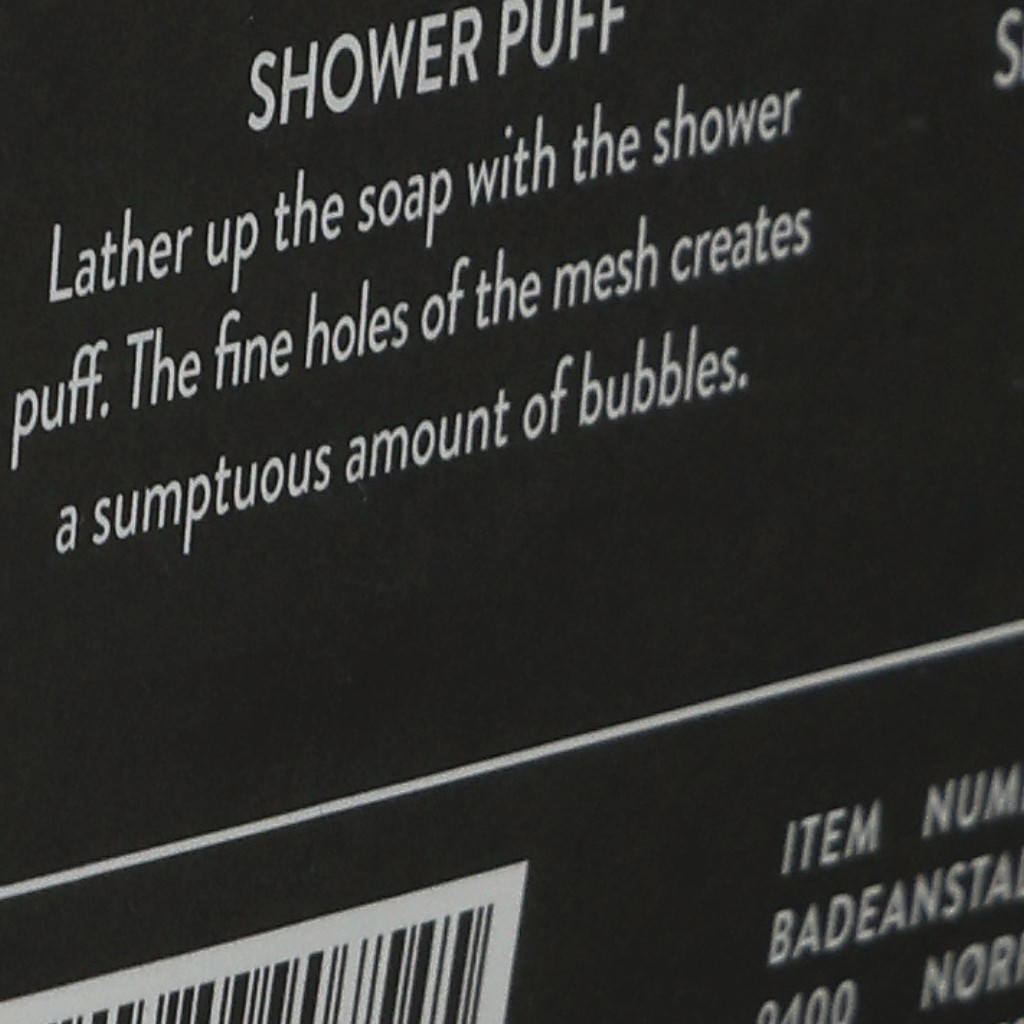 SHOWER PUFF
Lather up the soap with the shower
puff. The fine holes of the mesh creates
a sumptuous amount of bubbles.
ITEM
9400